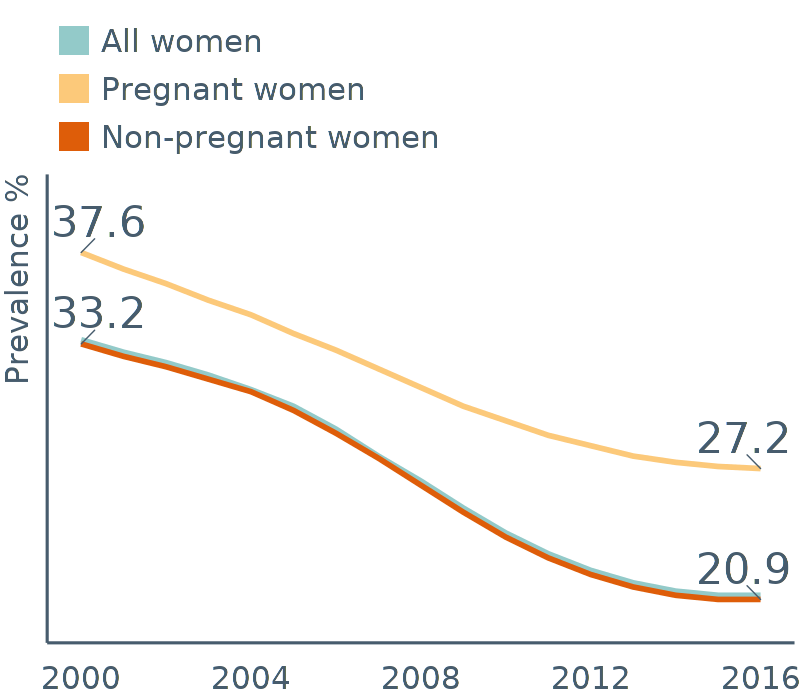 All women
Pregnant women
Non-pregnant women
Prevalence %
37.6
33.2
27.2
20.9
2000 2004 2008 2012 2016